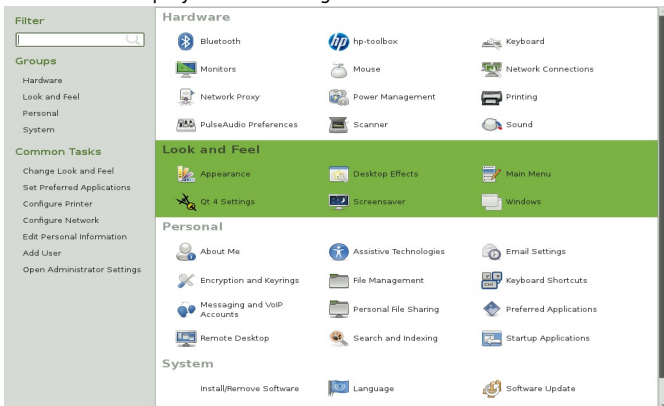 Filter
Groups
Hardware
Look and Feel
Personal
System
Common Tasks
Change Look and Feel
Set Preferred Applications
Configure Printer
Configure Network
Edit Personal Information
Add User
Open Administrator Settings
Hardware
Bluetooth
hp hp-toolbox
Keyboard
Monitors
Mouse
Network Connections
Network Proxy
Power Management
Printing
PulseAudio Preferences
Scanner
Sound
Look and Feel
Appearance
Desktop Effects
Main Menu
Qt 4 Settings
Screensaver
Windows
Personal
About Me
Assistive Technologies
Email Settings
Encryption and Keyrings
File Management
Keyboard Shortcuts
Messaging and VoIP
Accounts
Personal File Sharing
Preferred Applications
Remote Desktop
Search and Indexing
Startup Applications
System
Install/Remove Software
Language
Software Update